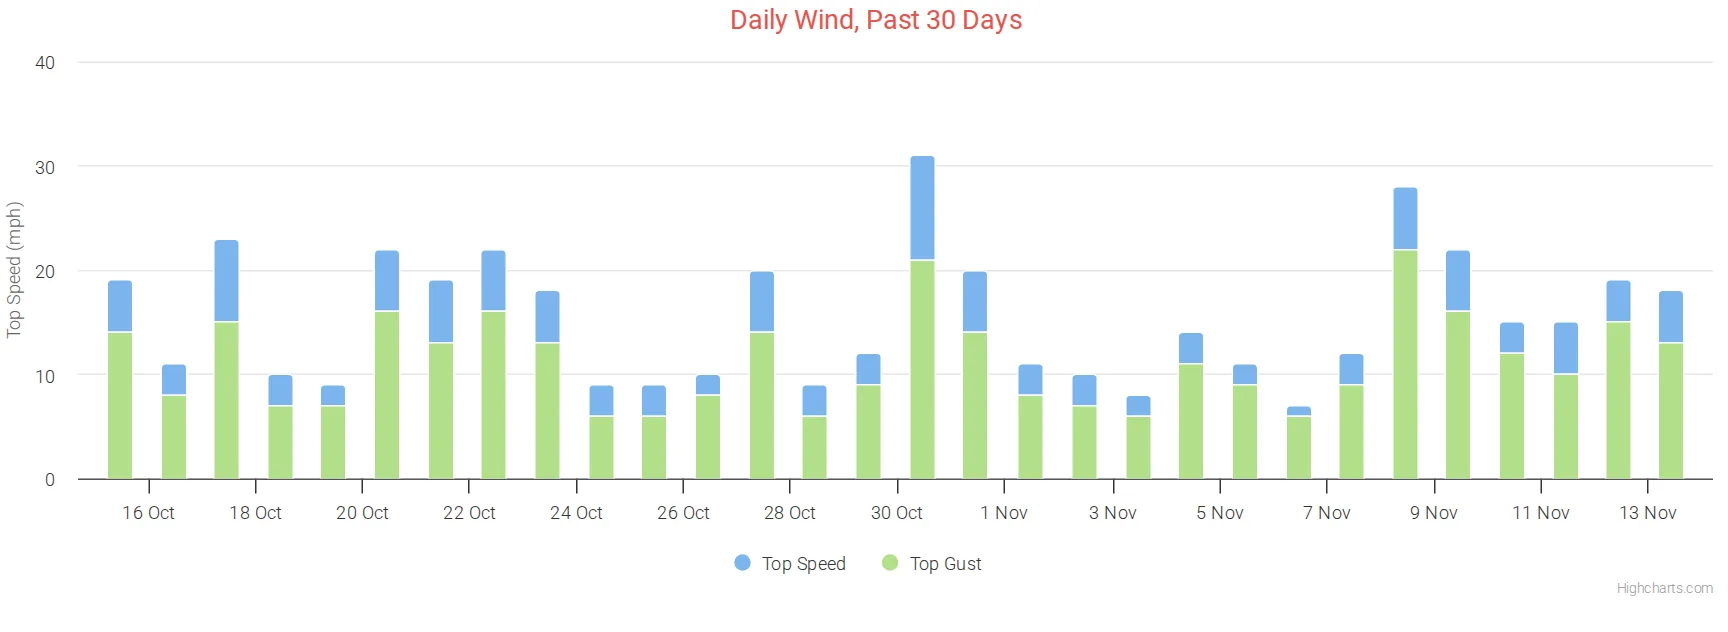 Daily Wind, Past 30 Days
Top Speed (mph)
40
30
20
10
0
16 Oct 18 Oct 20 Oct 22 Oct 24 Oct 26 Oct 28 Oct 30 Oct 1 Nov 3 Nov 5 Nov 7 Nov 9 Nov 11 Nov 13 Nov
Top Speed Top Gust
Highcharts.com